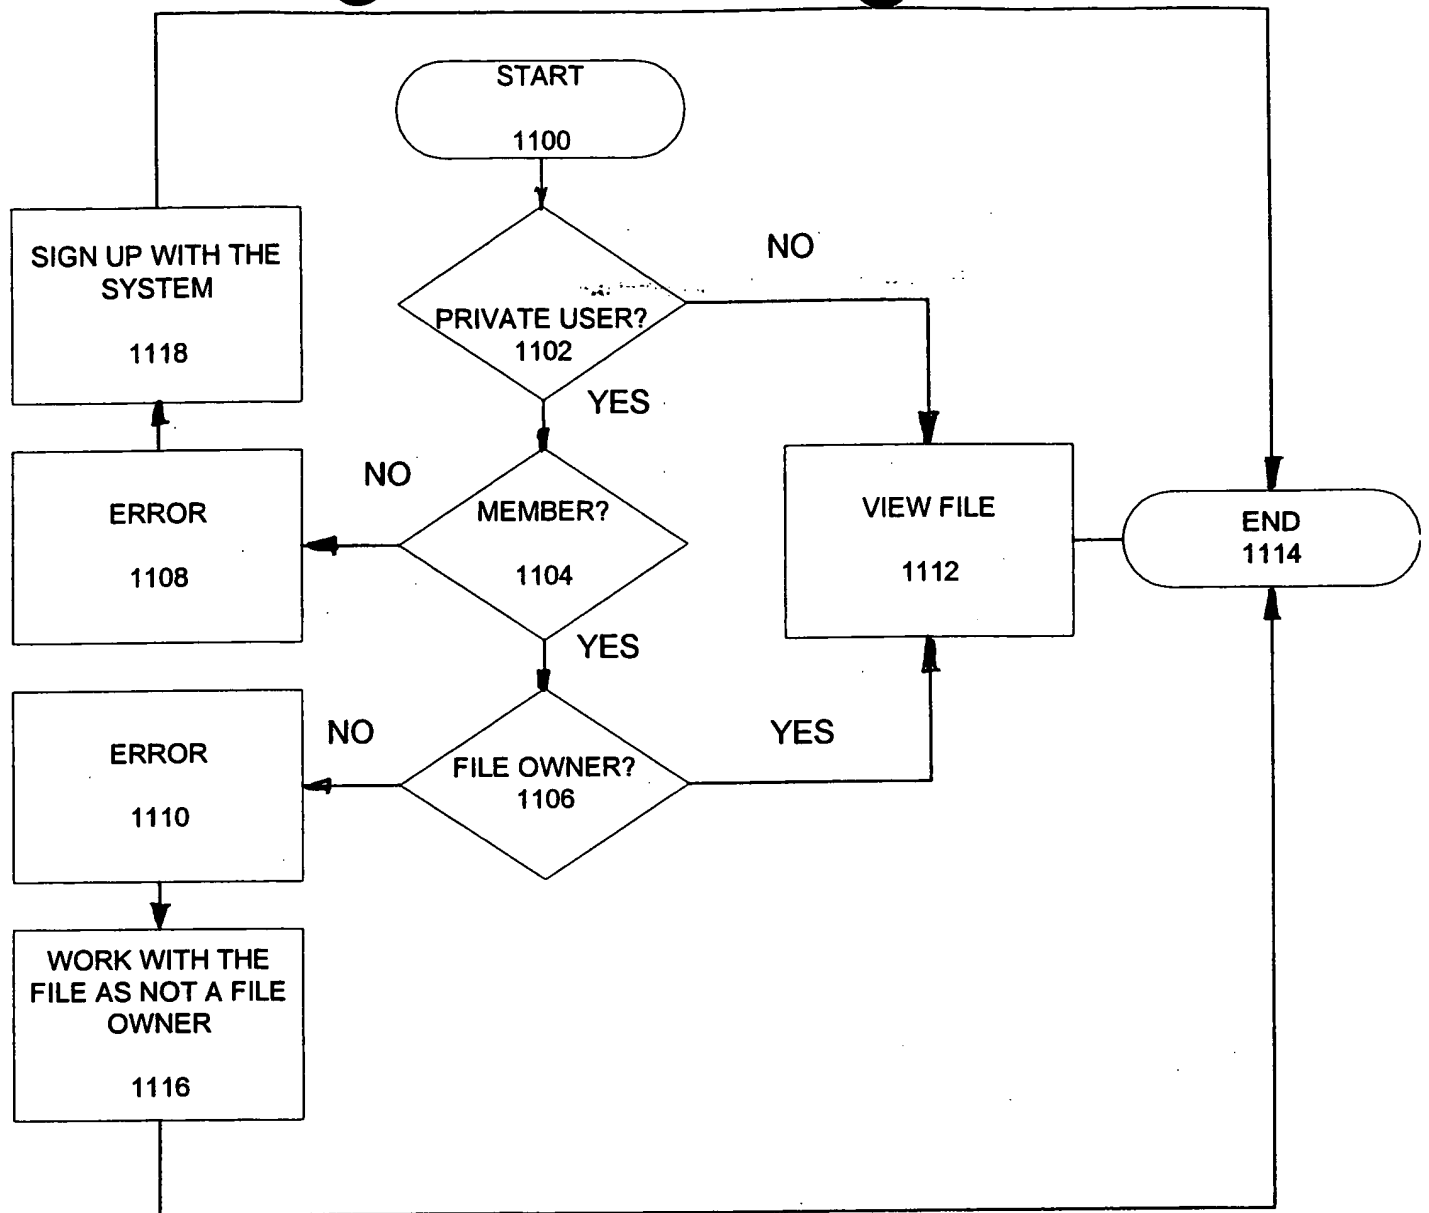 START
1100
NO
SIGN UP WITH THE
SYSTEM
1118
PRIVATE USER?
1102
YES
NO
MEMBER?
1104
ERROR
1108
VIEW FILE
1112
END
1114
YES
NO
YES
ERROR
1110
FILE OWNER?
1106
WORK WITH THE
FILE AS NOT A FILE
OWNER
1116